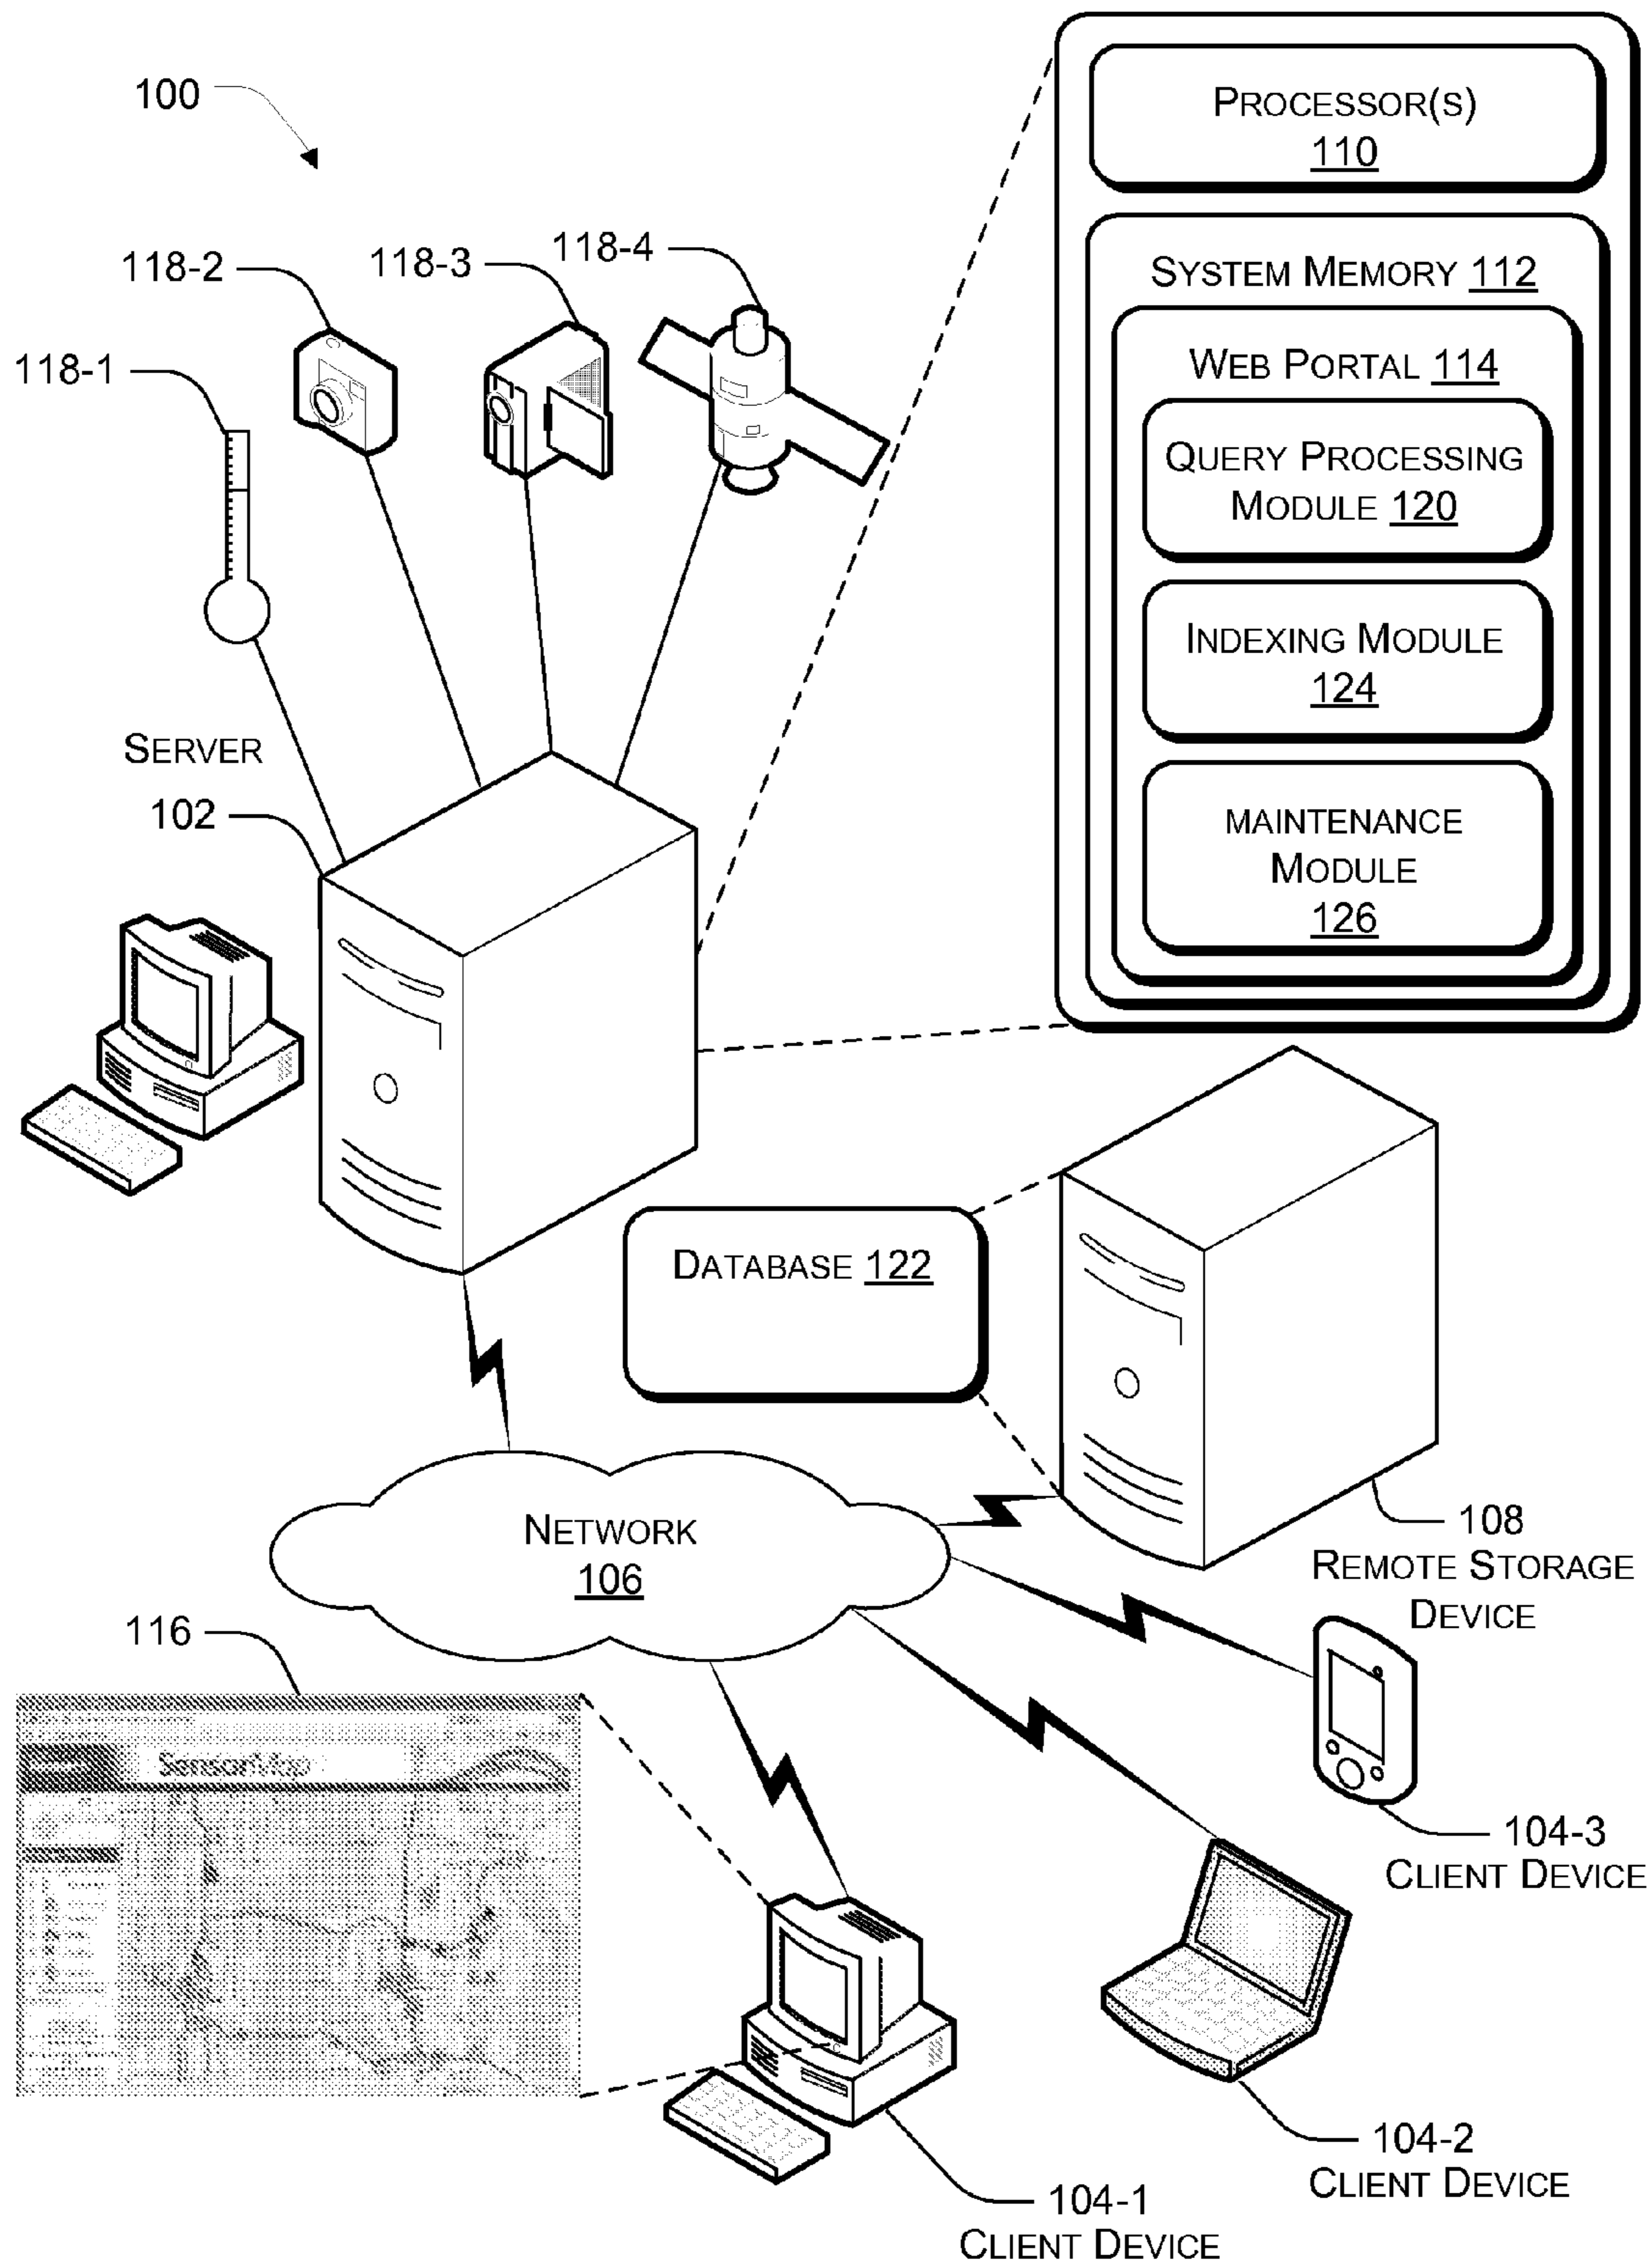 100
PROCESSOR(S)
110
118-4
118-3
118-2
SYSTEM MEMORY 112
WEB PORTAL 114
118-1
QUERY PROCESSING
MODULE 120
INDEXING MODULE
124
SERVER
102
MAINTENANCE
MODULE
126
DATABASE 122
NETWORK
106
108
REMOTE STORAGE
DEVICE
116
SensorMap
104-3
CLIENT DEVICE
104-2
CLIENT DEVICE
104-1
CLIENT DEVICE